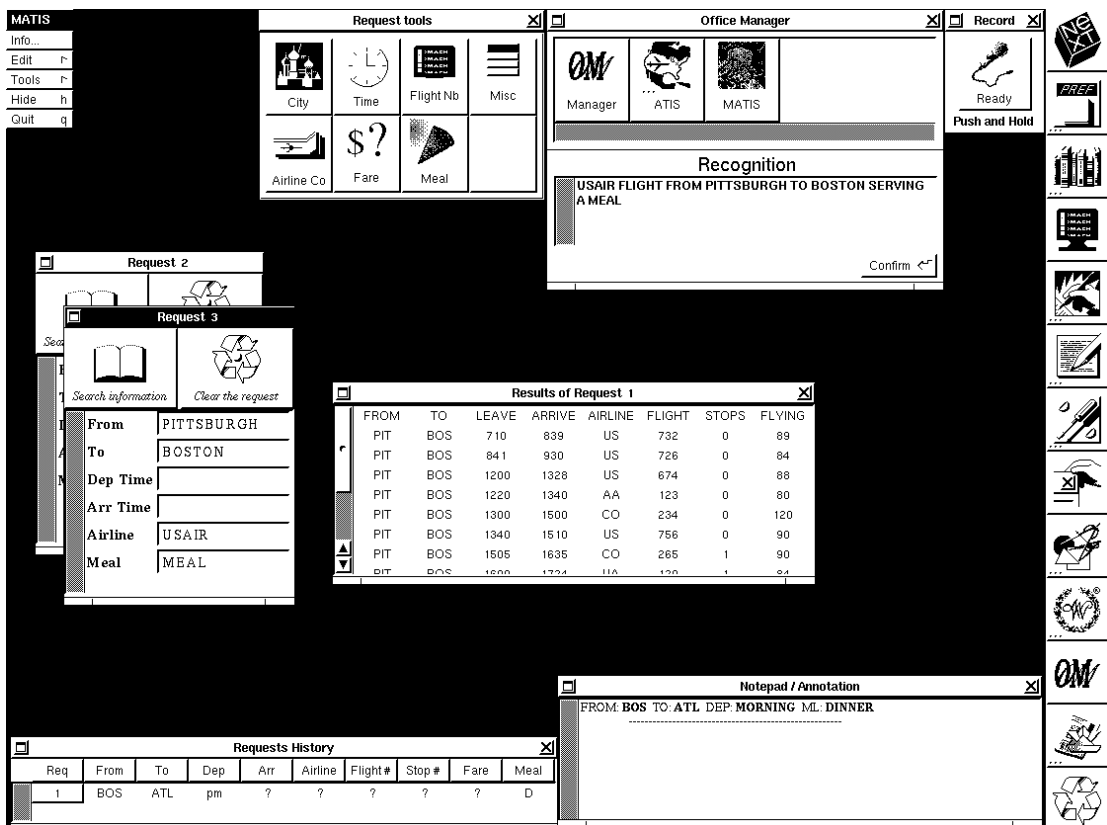 MATIS
Info...
Edit
Tools
Hide h
Quit q
Request tools
City Time Flight Nb Misc
Airline Co Fare Meal
Office Manager
Manager ATIS MATIS
Recognition
USAIR FLIGHT FROM PITTSBURGH TO BOSTON SERVING
A MEAL
Confirm
Record
Ready
Push and Hold
NeXT
PREF
Request 2
Request 3
Search information Clear the request
From PITTSBURGH
To BOSTON
Dep Time
Arr Time
Airline USAIR
Meal MEAL
Results of Request 1
FROM TO LEAVE ARRIVE AIRLINE FLIGHT STOPS FLYING
PIT BOS 710 839 US 732 0 89
PIT BOS 841 930 US 726 0 84
PIT BOS 1200 1328 US 674 0 88
PIT BOS 1220 1340 AA 123 0 80
PIT BOS 1300 1500 CO 234 0 120
PIT BOS 1340 1510 US 756 0 90
PIT BOS 1505 1635 CO 265 1 90
Notepad / Annotation
FROM: BOS TO: ATL DEP: MORNING ML: DINNER
Requests History
Req From To Dep Arr Airline Flight # Stop # Fare Meal
1 BOS ATL pm ? ? ? ? ? D